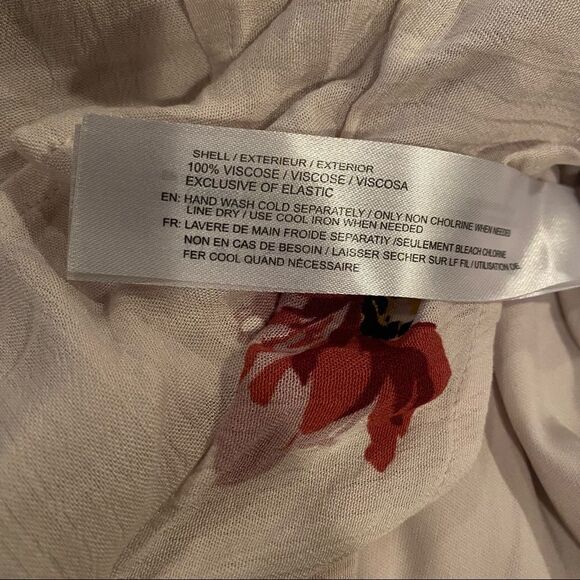 SHELL / EXTERIEUR / EXTERIOR
100% VISCOSE / VISCOSE / VISCOSA
EXCLUSIVE OF ELASTIC
EN: HAND WASH COLD SEPARATELY / ONLY NON CHOLRINE WHEN NEEDED
LINE DRY / USE COOL IRON WHEN NEEDED
FR: LAVERE DE MAIN FROIDE SEPARATIY /SEULEMENT BLEACH CHLORINE
NON EN CAS DE BESOIN / LAISSER SECHER SUR LF FIL / UTILISATION
FER COOL QUAND NÉCESSAIRE